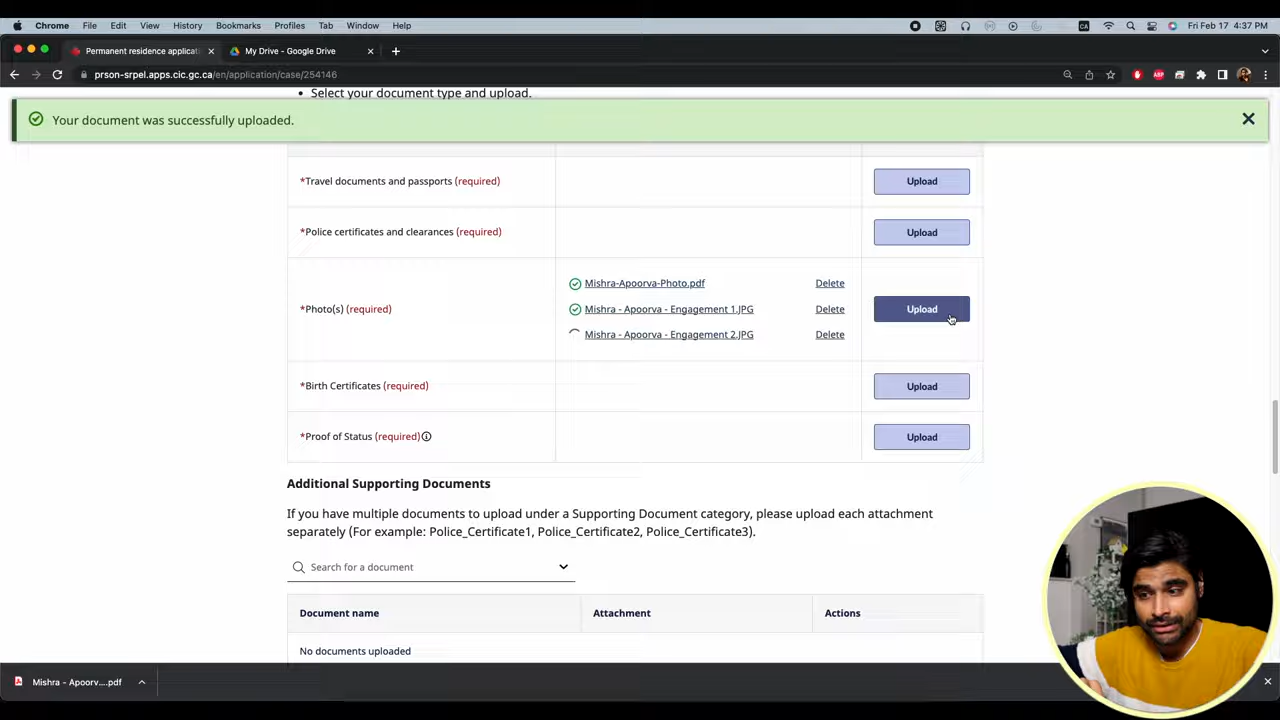 Chrome File Edit View History Bookmarks Profiles Tab Window Help CA Fri Feb 17 4:37 PM
Permanent residence applicati × My Drive - Google Drive × +
prson-srpel.apps.cic.gc.ca/en/application/case/254146
• Select your document type and upload.
Your document was successfully uploaded.
*Travel documents and passports (required) Upload
*Police certificates and clearances (required) Upload
Mishra-Apoorva-Photo.pdf Delete
*Photo(s) (required) Mishra - Apoorva - Engagement 1.JPG Delete Upload
Mishra - Apoorva - Engagement 2.JPG Delete
*Birth Certificates (required) Upload
*Proof of Status (required) Upload
Additional Supporting Documents
If you have multiple documents to upload under a Supporting Document category, please upload each attachment
separately (For example: Police_Certificate1, Police_Certificate2, Police_Certificate3).
Search for a document
Document name Attachment Actions
No documents uploaded
Mishra - Apoorv....pdf